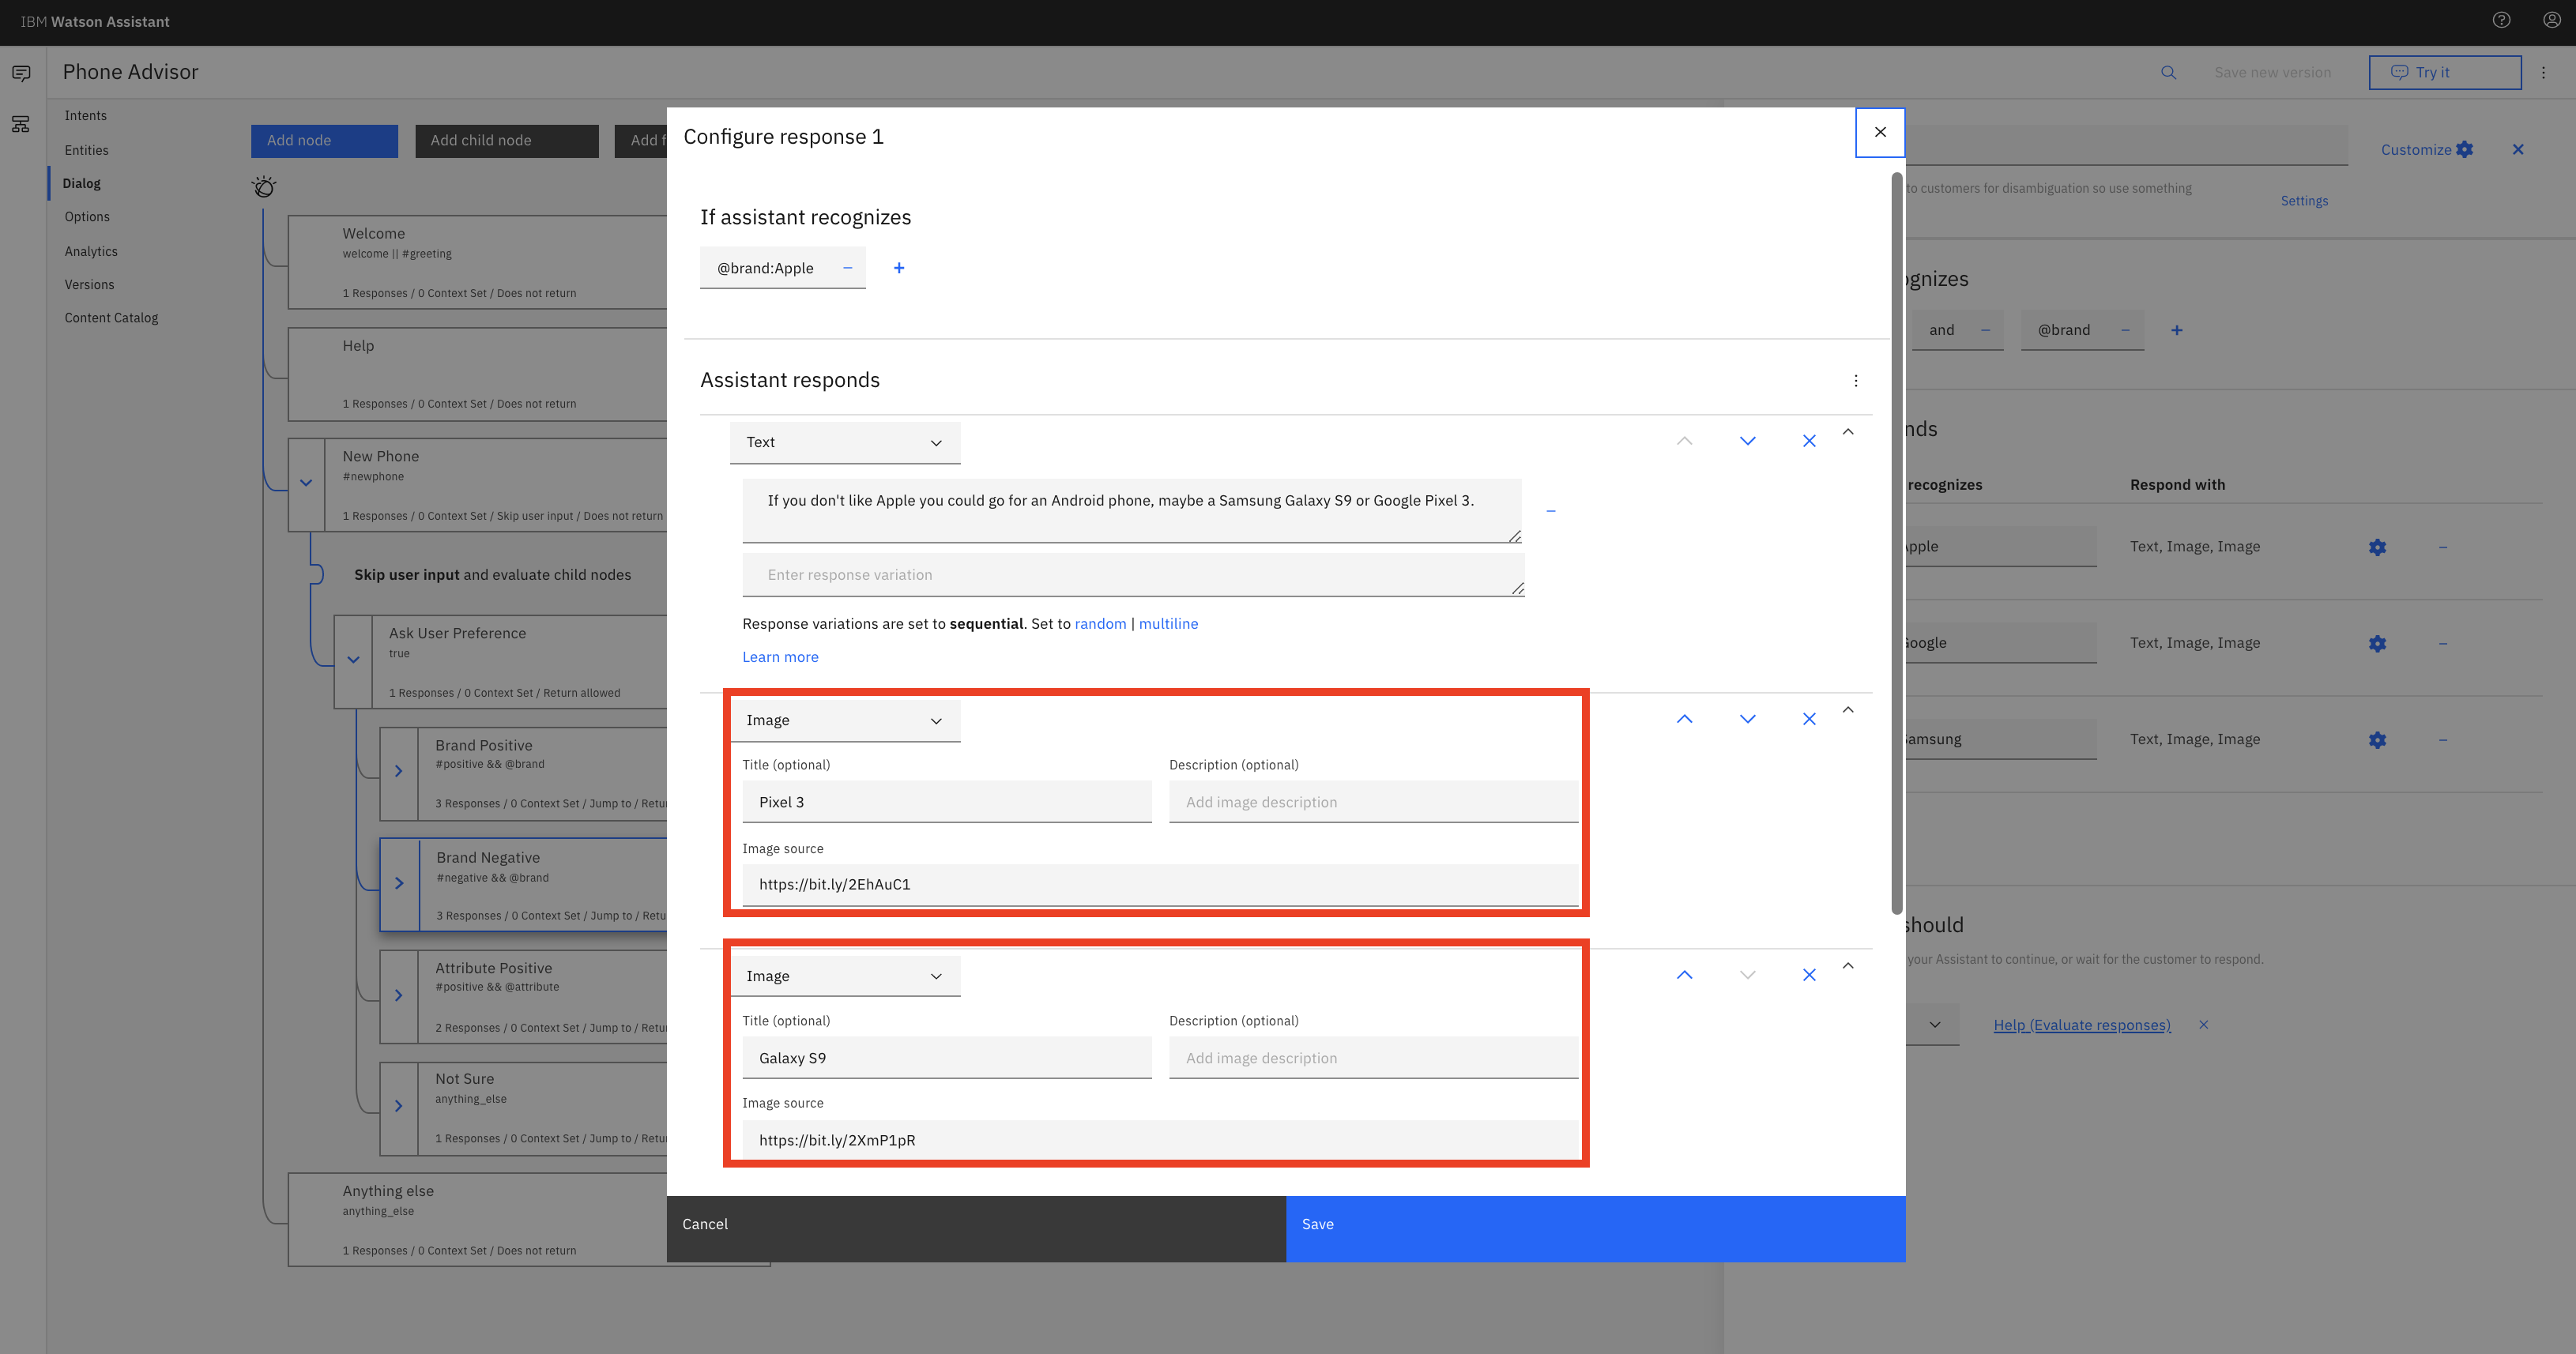 IBM Watson Assistant
Phone Advisor
Save new version
Try it
Intents
Entities
Dialog
Options
Analytics
Versions
Content Catalog
Add node
Add child node
Add f
Welcome
welcome || #greeting
1 Responses / 0 Context Set / Does not return
Help
1 Responses / 0 Context Set / Does not return
New Phone
#newphone
1 Responses / 0 Context Set / Skip user input / Does not return
Skip user input and evaluate child nodes
Ask User Preference
true
1 Responses / 0 Context Set / Return allowed
Brand Positive
#positive && @brand
3 Responses / 0 Context Set / Jump to / Retu
Brand Negative
#negative && @brand
3 Responses / 0 Context Set / Jump to / Retu
Attribute Positive
#positive && @attribute
2 Responses / 0 Context Set / Jump to / Retu
Not Sure
anything_else
1 Responses / 0 Context Set / Jump to / Retu
Anything else
anything_else
1 Responses / 0 Context Set / Does not return
Configure response 1
If assistant recognizes
@brand:Apple
Assistant responds
Text
If you don't like Apple you could go for an Android phone, maybe a Samsung Galaxy S9 or Google Pixel 3.
Enter response variation
Response variations are set to sequential. Set to random | multiline
Learn more
Image
Title (optional)
Description (optional)
Pixel 3
Add image description
Image source
https://bit.ly/2EhAuC1
Image
Title (optional)
Description (optional)
Galaxy S9
Add image description
Image source
https://bit.ly/2XmP1pR
Cancel
Save
Customize
to customers for disambiguation so use something
Settings
ognizes
and
@brand
nds
recognizes
Respond with
Apple
Text, Image, Image
Google
Text, Image, Image
Samsung
Text, Image, Image
should
your Assistant to continue, or wait for the customer to respond.
Help (Evaluate responses)